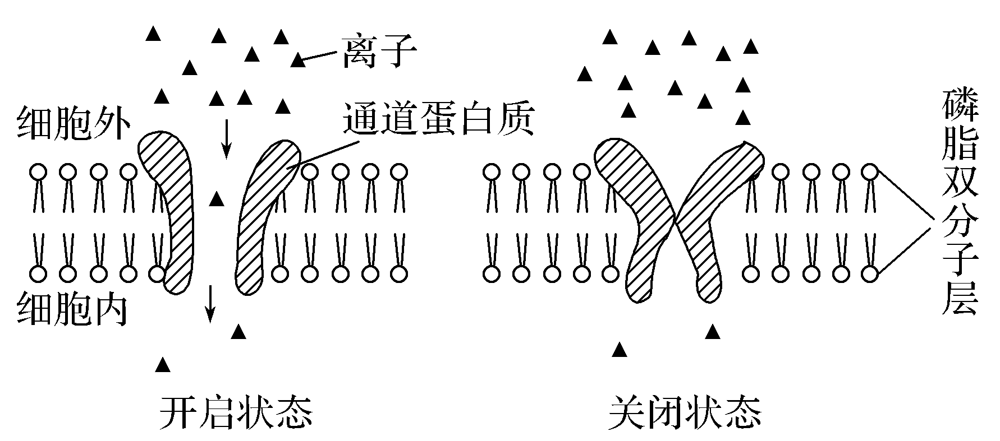 离子
通道蛋白质
细胞外
磷脂双分子层
细胞内
开启状态
关闭状态